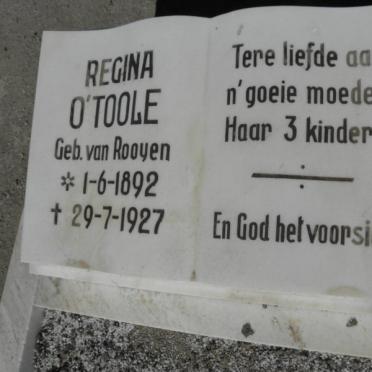 REGINA
O'TOOLE
Geb. van Rooyen
* 1-6-1892
† 29-7-1927
Tere liefde aa
n' goeie moede
Haar 3 kinder
En God het voorsi